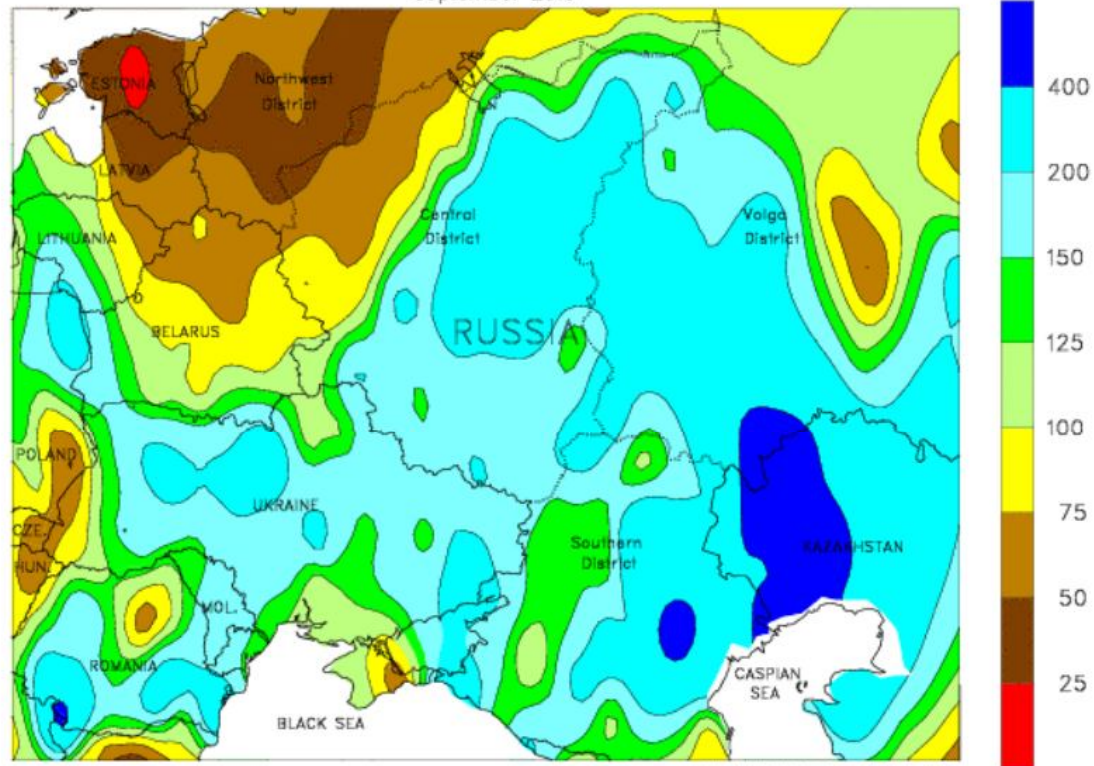 ESTONIA
Northwest
District
LATVIA
LITHUANIA
Central
District
Volga
District
BELARUS
RUSSIA
POLAND
UKRAINE
CZE.
HUN.
Southern
District
KAZAKHSTAN
MOL.
ROMANIA
CASPIAN
SEA
BLACK SEA
400
200
150
125
100
75
50
25